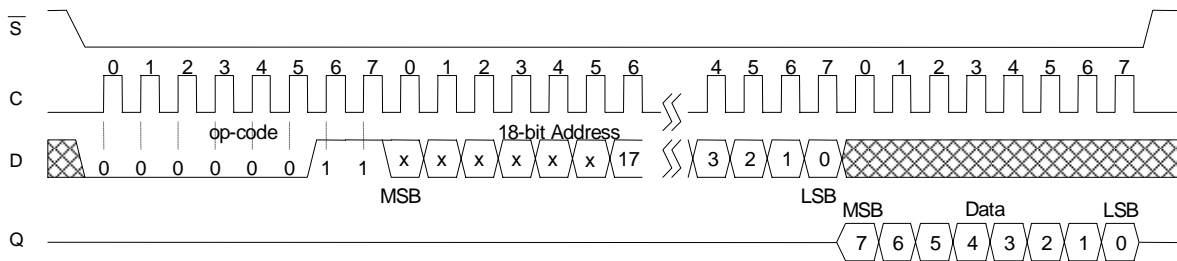 S
0 1 2 3 4 5 6 7 0 1 2 3 4 5 6 4 5 6 7 0 1 2 3 4 5 6 7
C
op-code 18-bit Address
D 0 0 0 0 0 0 1 1 x x x x x x 17 3 2 1 0
MSB LSB
MSB Data LSB
Q 7 6 5 4 3 2 1 0